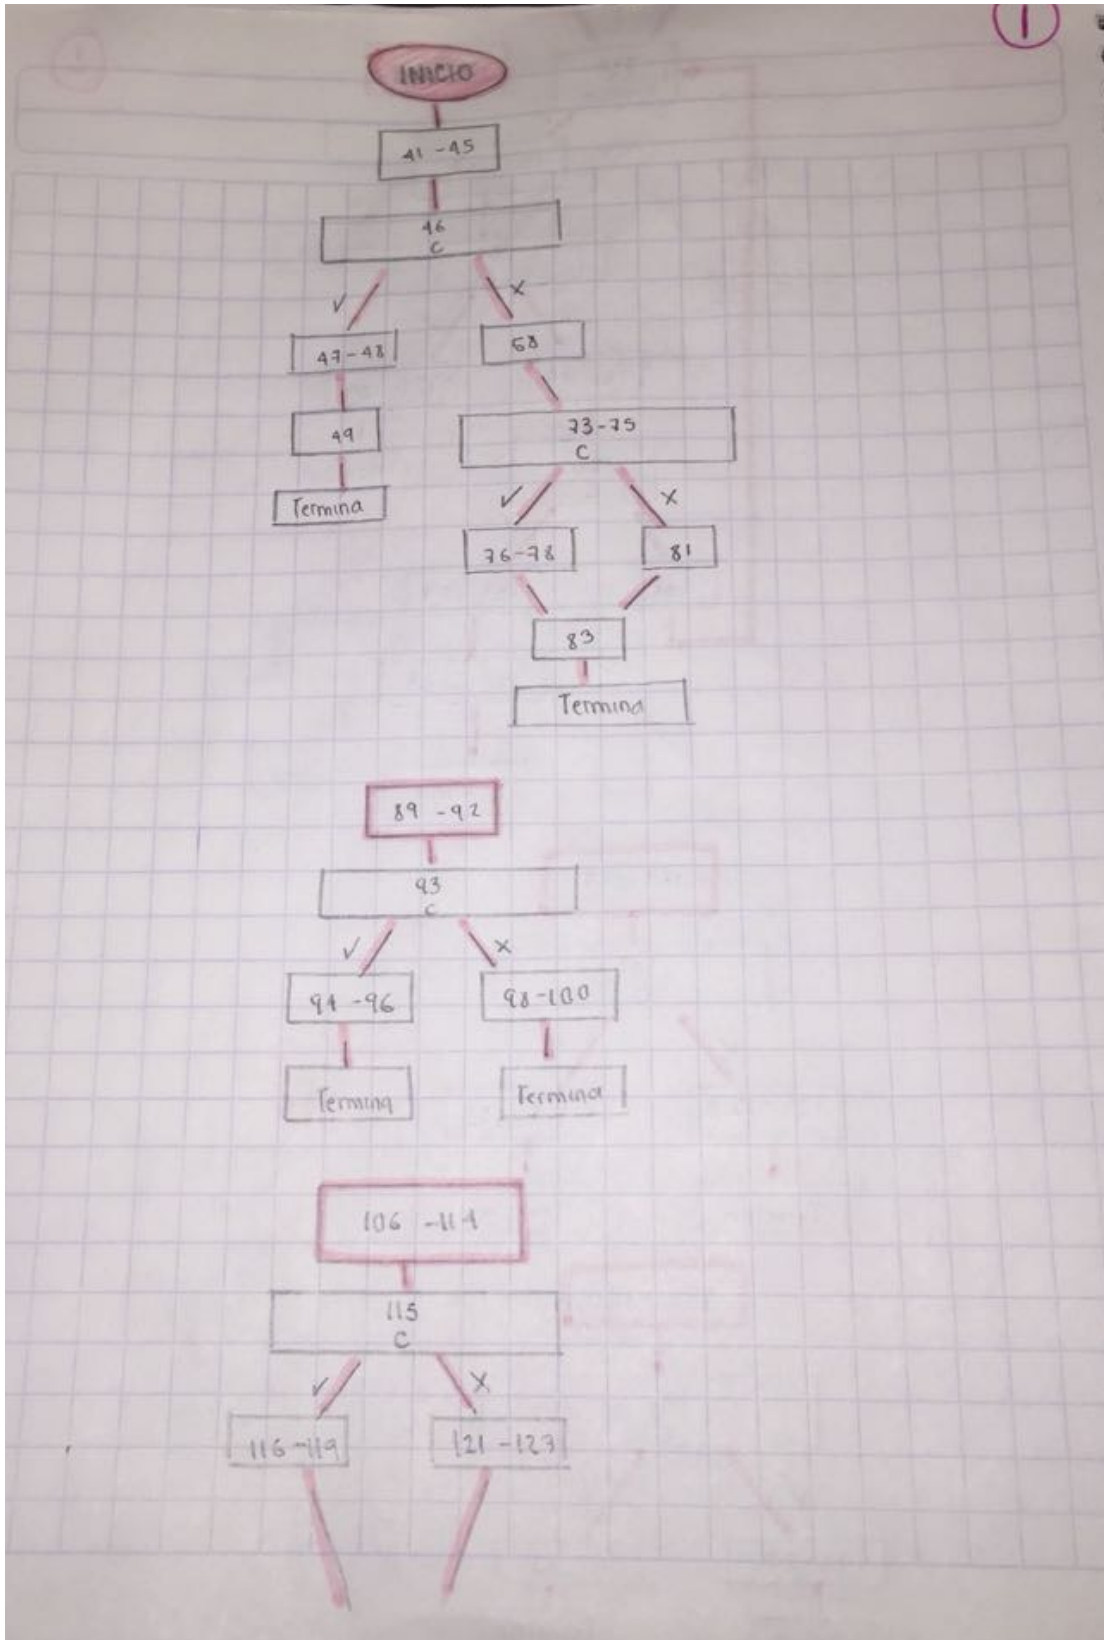 1
INICIO
41 - 45
46
C
✓ X
47 - 48 68
49 73 - 75
C
Termina ✓ X
76 - 78 81
83
Termina
89 - 92
93
C
✓ X
94 - 96 98 - 100
Termina Termina
106 - 114
115
C
✓ X
116 - 119 121 - 123